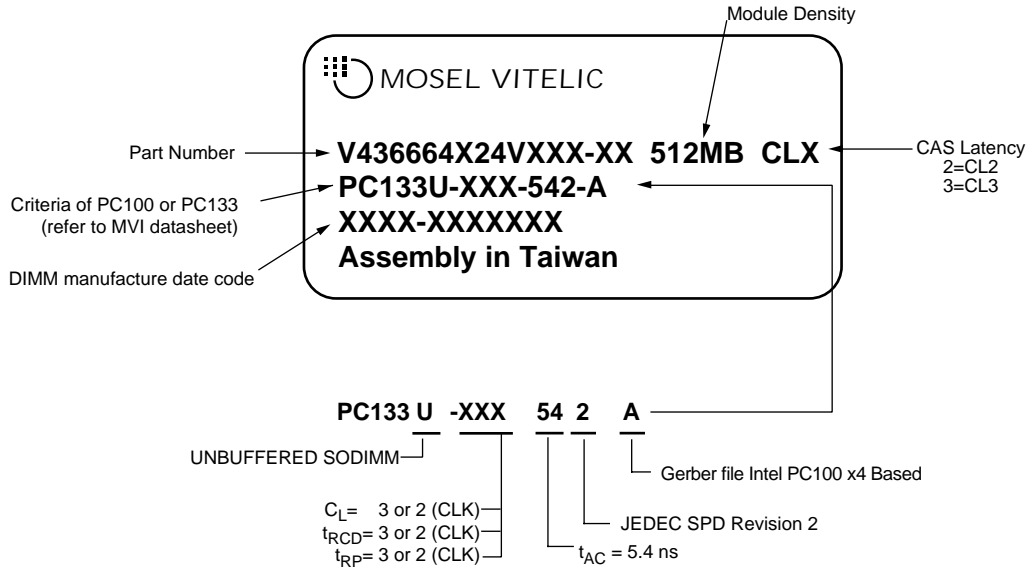 Module Density
MOSEL VITELIC
Part Number
V436664X24VXXX-XX 512MB CLX
CAS Latency
2=CL2
3=CL3
Criteria of PC100 or PC133
(refer to MVI datasheet)
PC133U-XXX-542-A
XXXX-XXXXXXX
DIMM manufacture date code
Assembly in Taiwan
PC133 U -XXX 54 2 A
UNBUFFERED SODIMM
Gerber file Intel PC100 x4 Based
CL= 3 or 2 (CLK)
tRCD= 3 or 2 (CLK)
tRP= 3 or 2 (CLK)
JEDEC SPD Revision 2
tAC = 5.4 ns